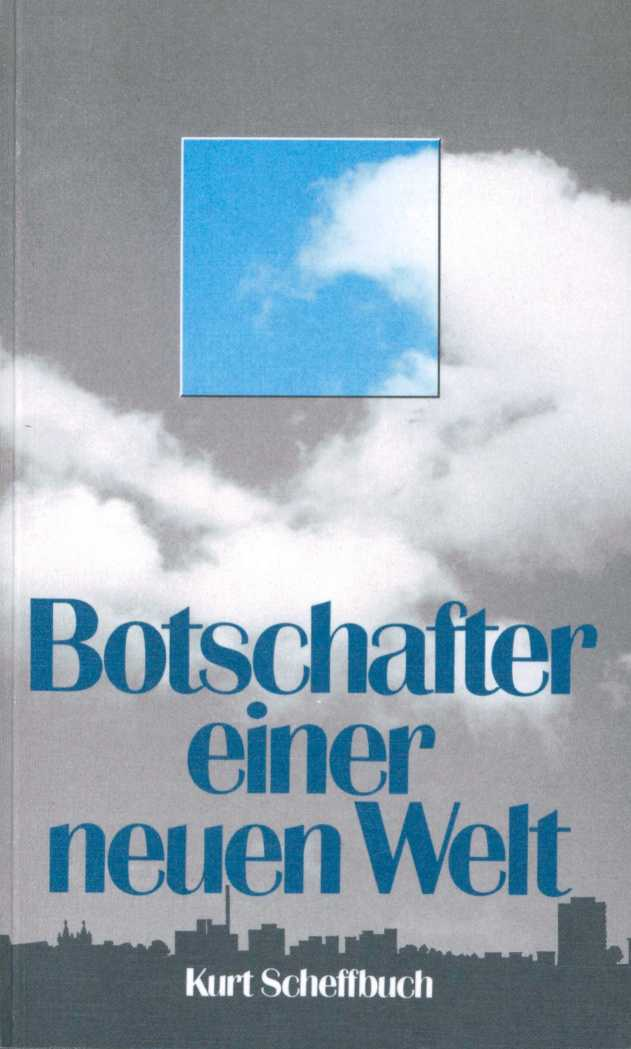 Botschafter
einer
neuen Welt
Kurt Scheffbuch